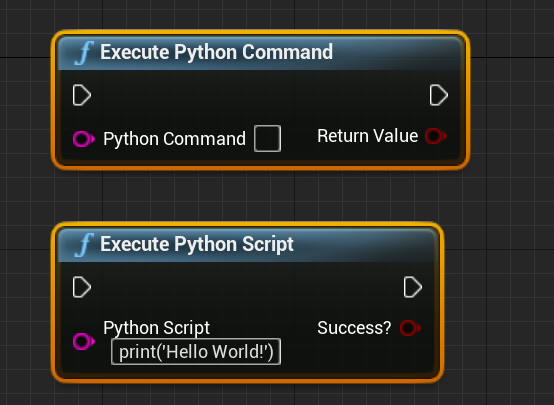 f Execute Python Command
Python Command
Return Value
f Execute Python Script
Python Script
Success?
print('Hello World!')